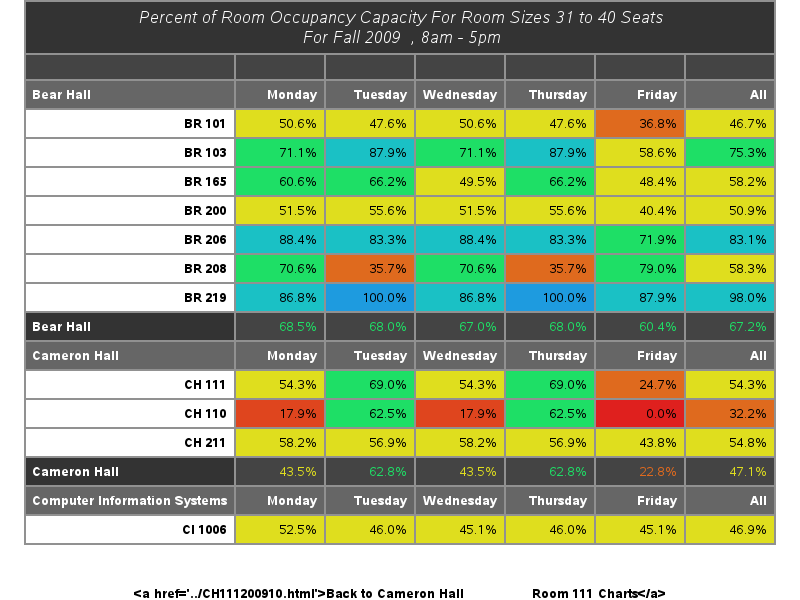 Percent of Room Occupancy Capacity For Room Sizes 31 to 40 Seats
For Fall 2009 , 8am - 5pm
Bear Hall Monday Tuesday Wednesday Thursday Friday All
BR 101 50.6% 47.6% 50.6% 47.6% 36.8% 46.7%
BR 103 71.1% 87.9% 71.1% 87.9% 58.6% 75.3%
BR 165 60.6% 66.2% 49.5% 66.2% 48.4% 58.2%
BR 200 51.5% 55.6% 51.5% 55.6% 40.4% 50.9%
BR 206 88.4% 83.3% 88.4% 83.3% 71.9% 83.1%
BR 208 70.6% 35.7% 70.6% 35.7% 79.0% 58.3%
BR 219 86.8% 100.0% 86.8% 100.0% 87.9% 98.0%
Bear Hall 68.5% 68.0% 67.0% 68.0% 60.4% 67.2%
Cameron Hall Monday Tuesday Wednesday Thursday Friday All
CH 111 54.3% 69.0% 54.3% 69.0% 24.7% 54.3%
CH 110 17.9% 62.5% 17.9% 62.5% 0.0% 32.2%
CH 211 58.2% 56.9% 58.2% 56.9% 43.8% 54.8%
Cameron Hall 43.5% 62.8% 43.5% 62.8% 22.8% 47.1%
Computer Information Systems Monday Tuesday Wednesday Thursday Friday All
CI 1006 52.5% 46.0% 45.1% 46.0% 45.1% 46.9%
<a href='../CH111200910.html'>Back to Cameron Hall Room 111 Charts</a>